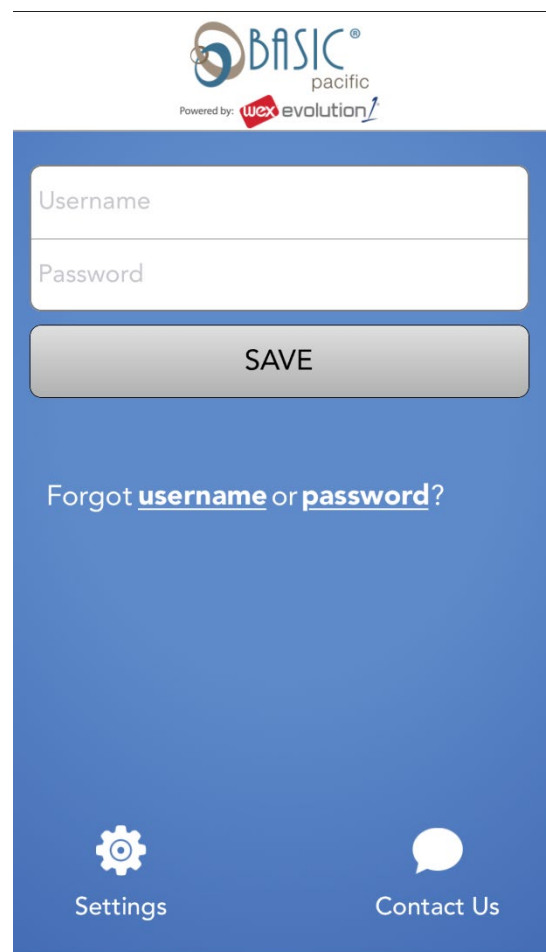 BASIC®
pacific
Powered by: wex evolution1
Username
Password
SAVE
Forgot username or password?
Settings
Contact Us